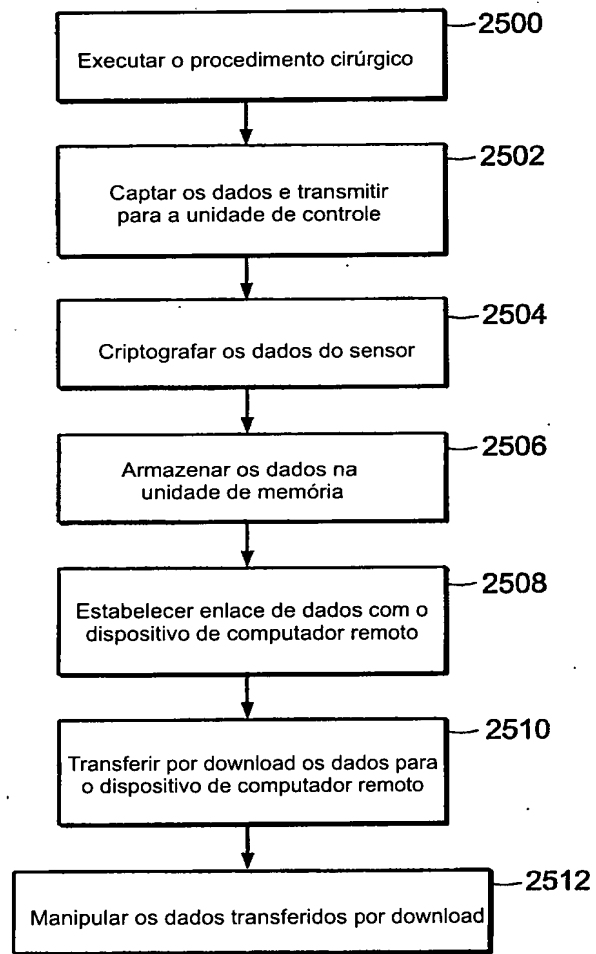 2500
Executar o procedimento cirúrgico
2502
Captar os dados e transmitir
para a unidade de controle
2504
Criptografar os dados do sensor
2506
Armazenar os dados na
unidade de memória
2508
Estabelecer enlace de dados com o
dispositivo de computador remoto
2510
Transferir por download os dados para
o dispositivo de computador remoto
2512
Manipular os dados transferidos por download